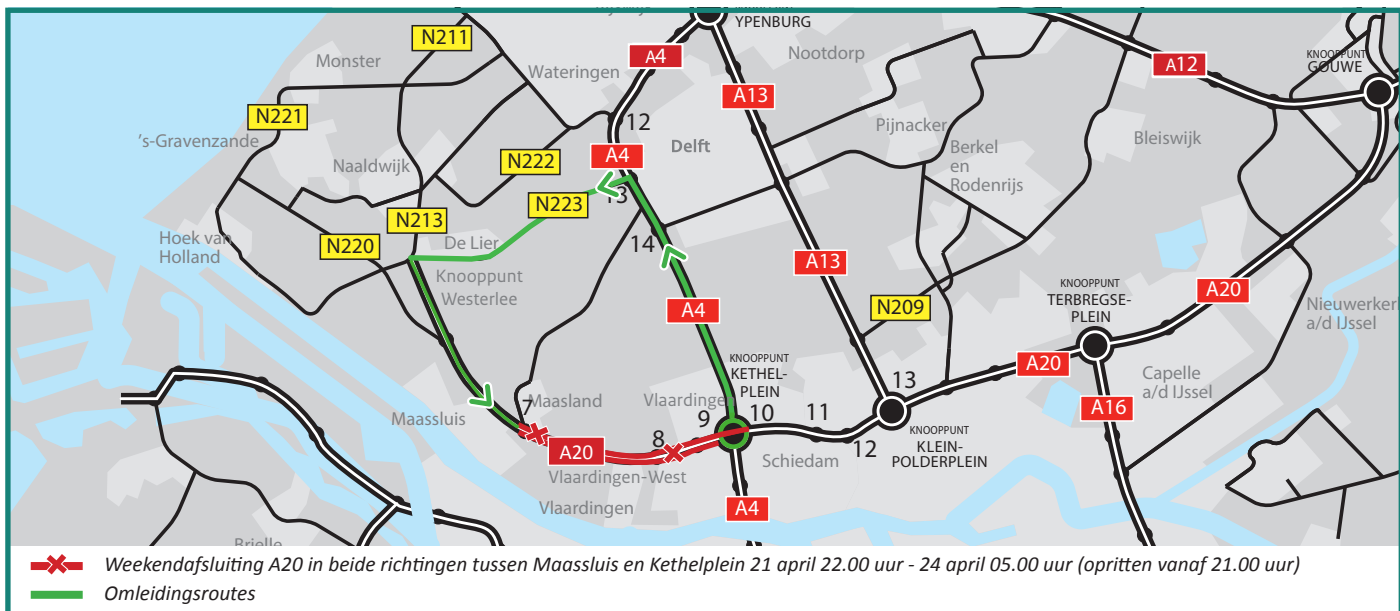 KNOOPPUNT
YPENBURG
N211
A4
Nootdorp
Monster
Wateringen
A12
KNOOPPUNT
GOUWE
A13
N221
12
Pijnacker
's-Gravenzande
Delft
Bleiswijk
Berkel
en
Rodenrijs
Naaldwijk
N222
A4
13
N223
N213
Hoek van
Holland
N220
De Lier
14
Knooppunt
Westerlee
A13
KNOOPPUNT
TERBREGSE-
PLEIN
A20
Nieuwerker
a/d IJssel
A4
N209
KNOOPPUNT
KETHEL-
PLEIN
A20
Capelle
a/d IJssel
13
7
Maasland
Vlaardinge
9
10
11
A16
Maassluis
8
A20
12
KNOOPPUNT
KLEIN-
POLDERPLEIN
Schiedam
Vlaardingen-West
Vlaardingen
A4
Brielle
Weekendafsluiting A20 in beide richtingen tussen Maassluis en Kethelplein 21 april 22.00 uur - 24 april 05.00 uur (opritten vanaf 21.00 uur)
Omleidingsroutes